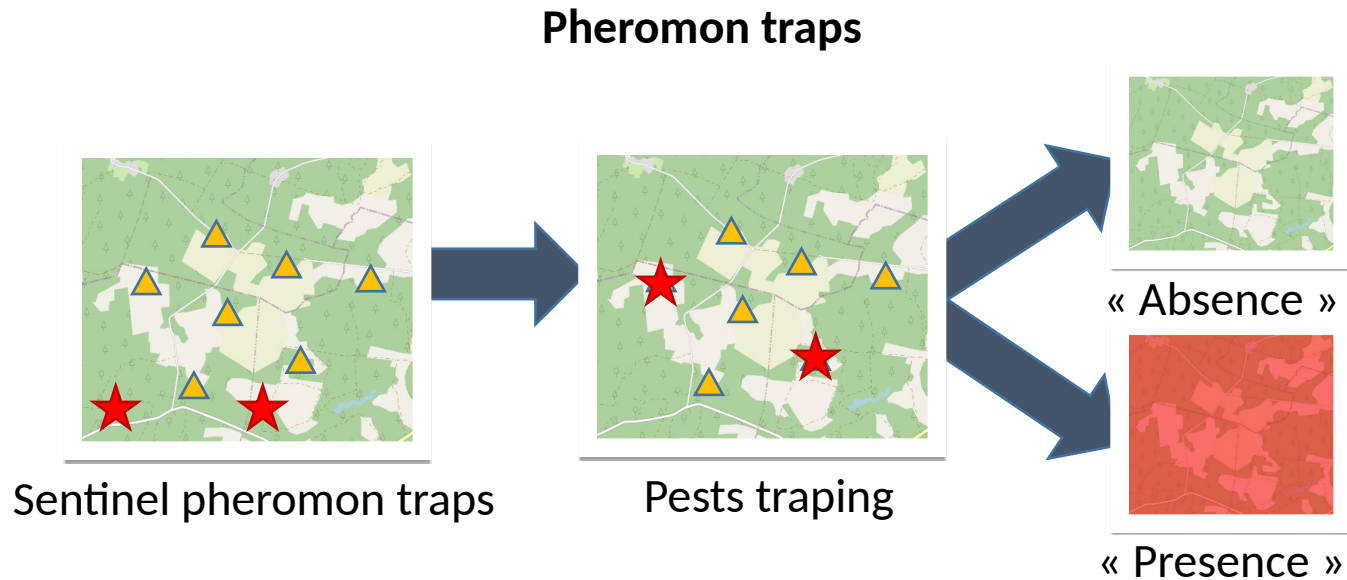 Pheromon traps
« Absence »
Sentinel pheromon traps
Pests traping
« Presence »